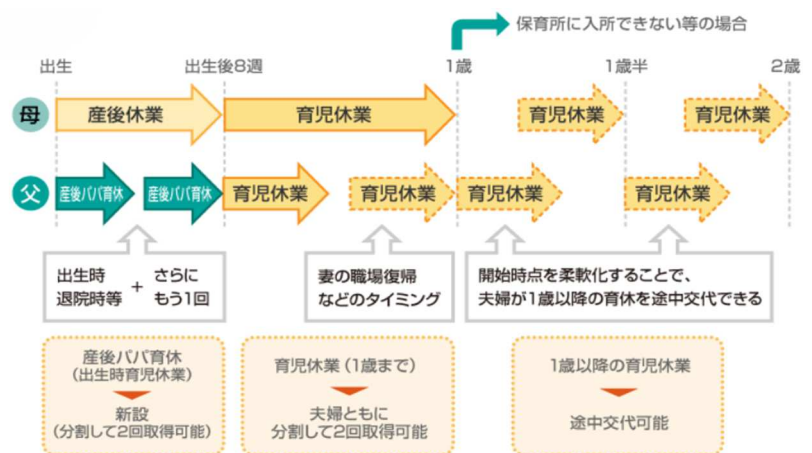 保育所に入所できない等の場合
出生
出生後8週
1歳
1歳半
2歳
母
産後休業
育児休業
育児休業
育児休業
父
産後パパ育休
産後パパ育休
育児休業
育児休業
育児休業
育児休業
出生時
退院時等
+
さらに
もう1回
妻の職場復帰
などのタイミング
開始時点を柔軟化することで、
夫婦が1歳以降の育休を途中交代できる
産後パパ育休
(出生時育児休業)
新設
(分割して2回取得可能)
育児休業(1歳まで)
夫婦ともに
分割して2回取得可能
1歳以降の育児休業
途中交代可能